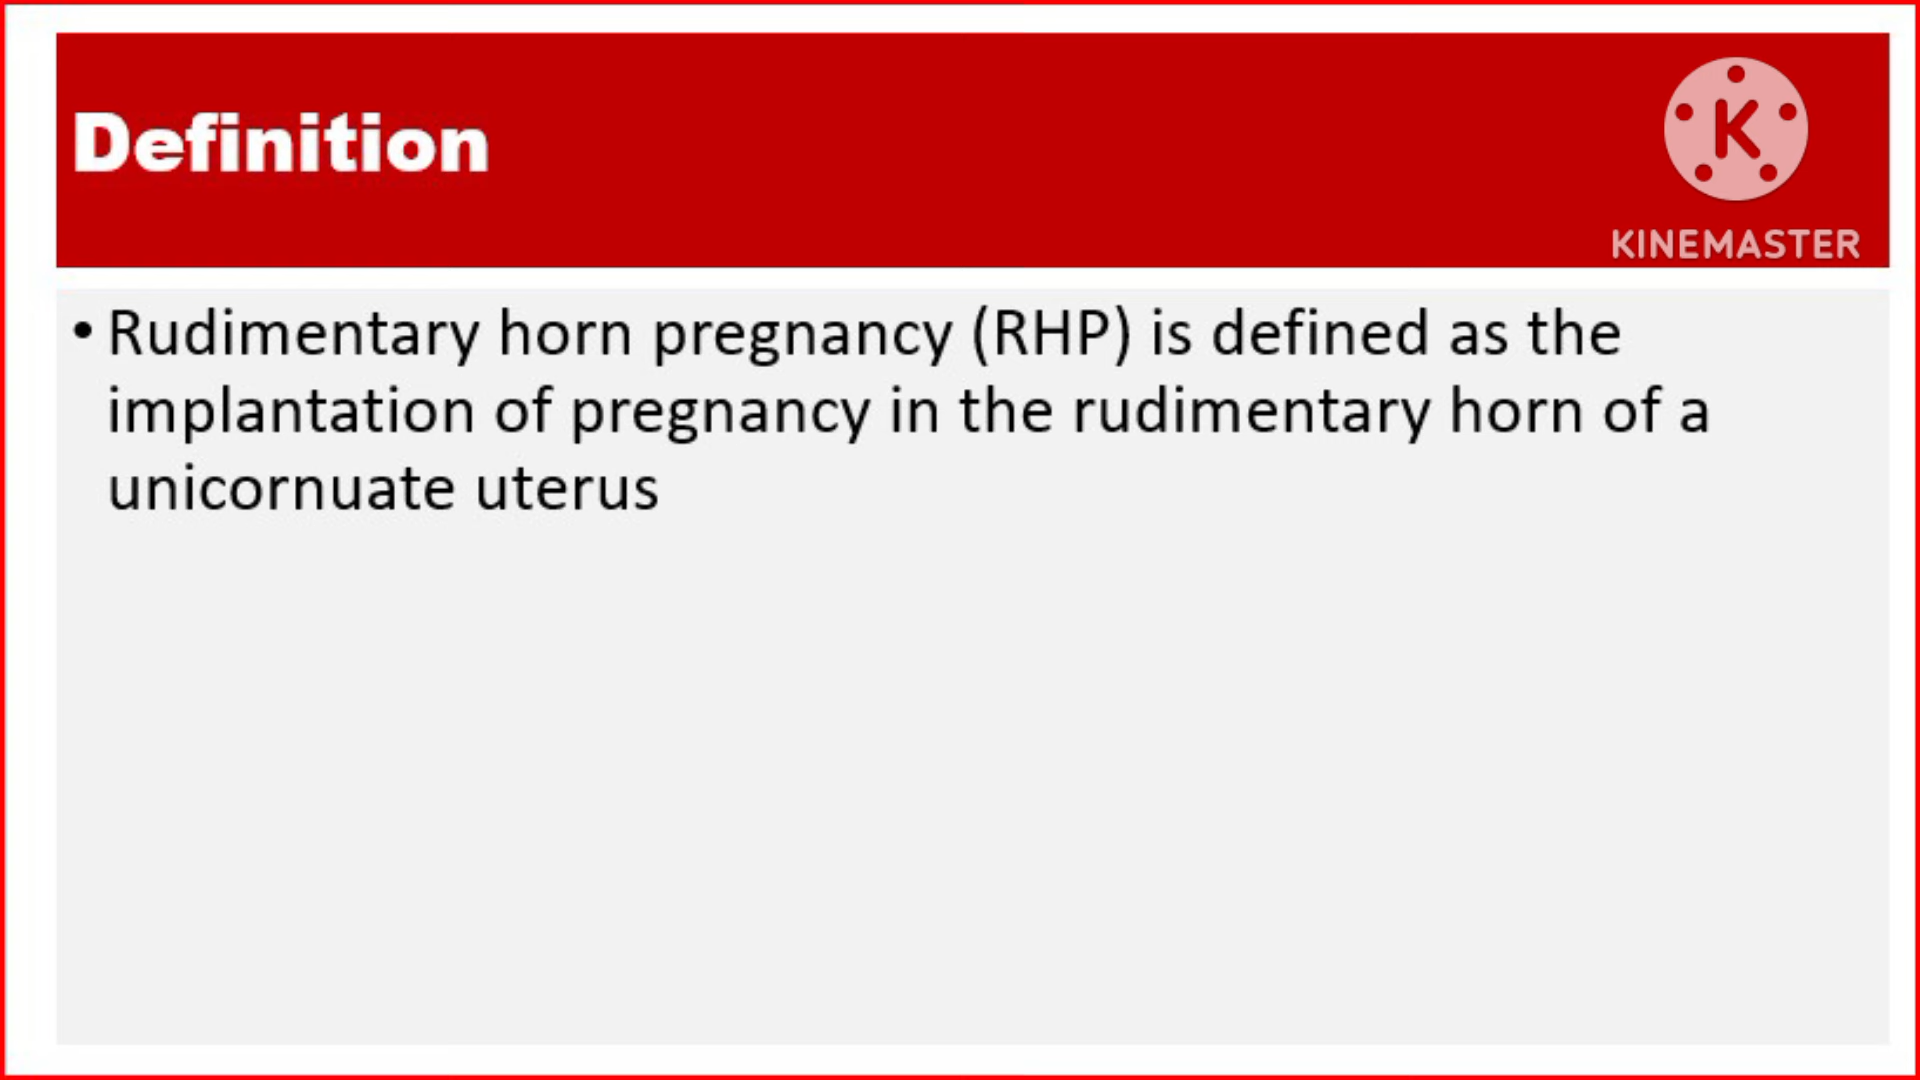 Definition
K
KINEMASTER
• Rudimentary horn pregnancy (RHP) is defined as the
implantation of pregnancy in the rudimentary horn of a
unicornuate uterus